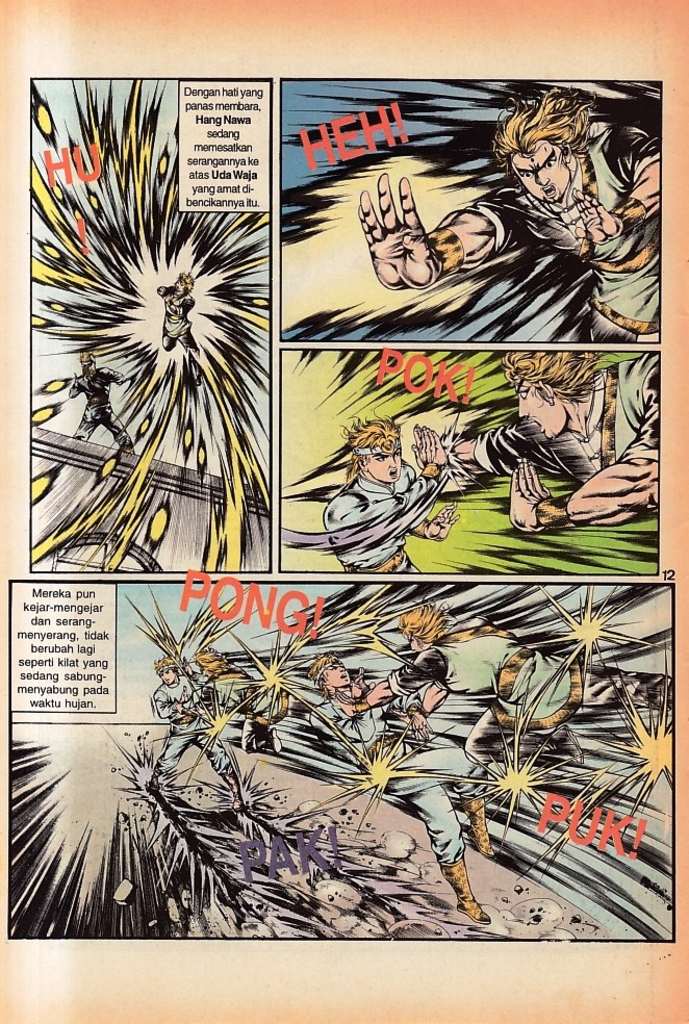 Dengan hati yang
panas membara,
Hang Nawa
sedang
memesatkan
serangannya ke
atas Uda Waja
yang amat di-
bencikannya itu.
HU
!
HEH!
POK!
12
Mereka pun
kejar-mengejar
dan serang-
menyerang, tidak
berubah lagi
seperti kilat yang
sedang sabung-
menyabung pada
waktu hujan.
PONG!
PAK!
PUK!